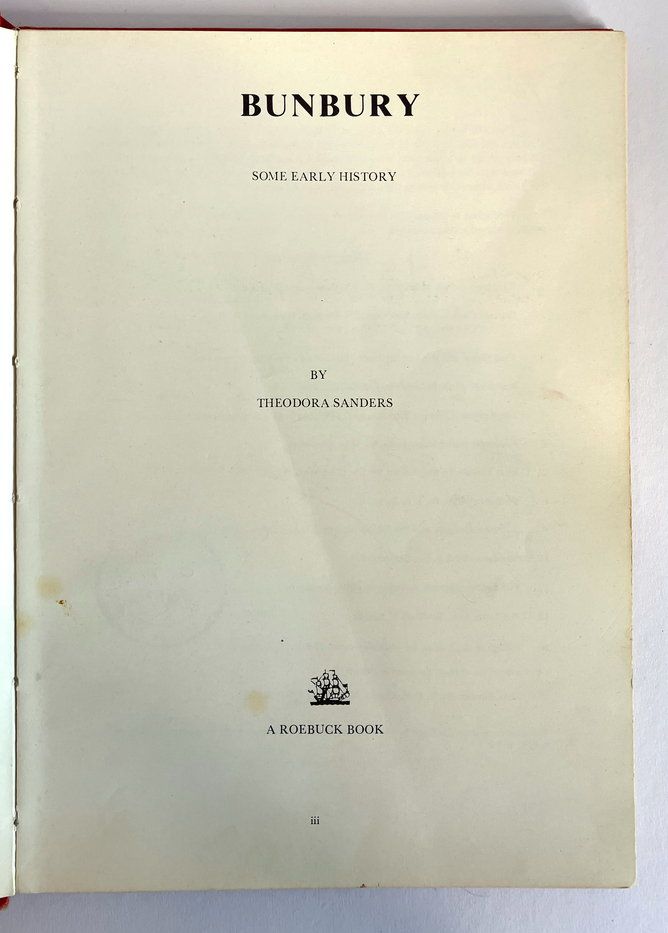 BUNBURY
SOME EARLY HISTORY
BY
THEODORA SANDERS
A ROEBUCK BOOK
iii